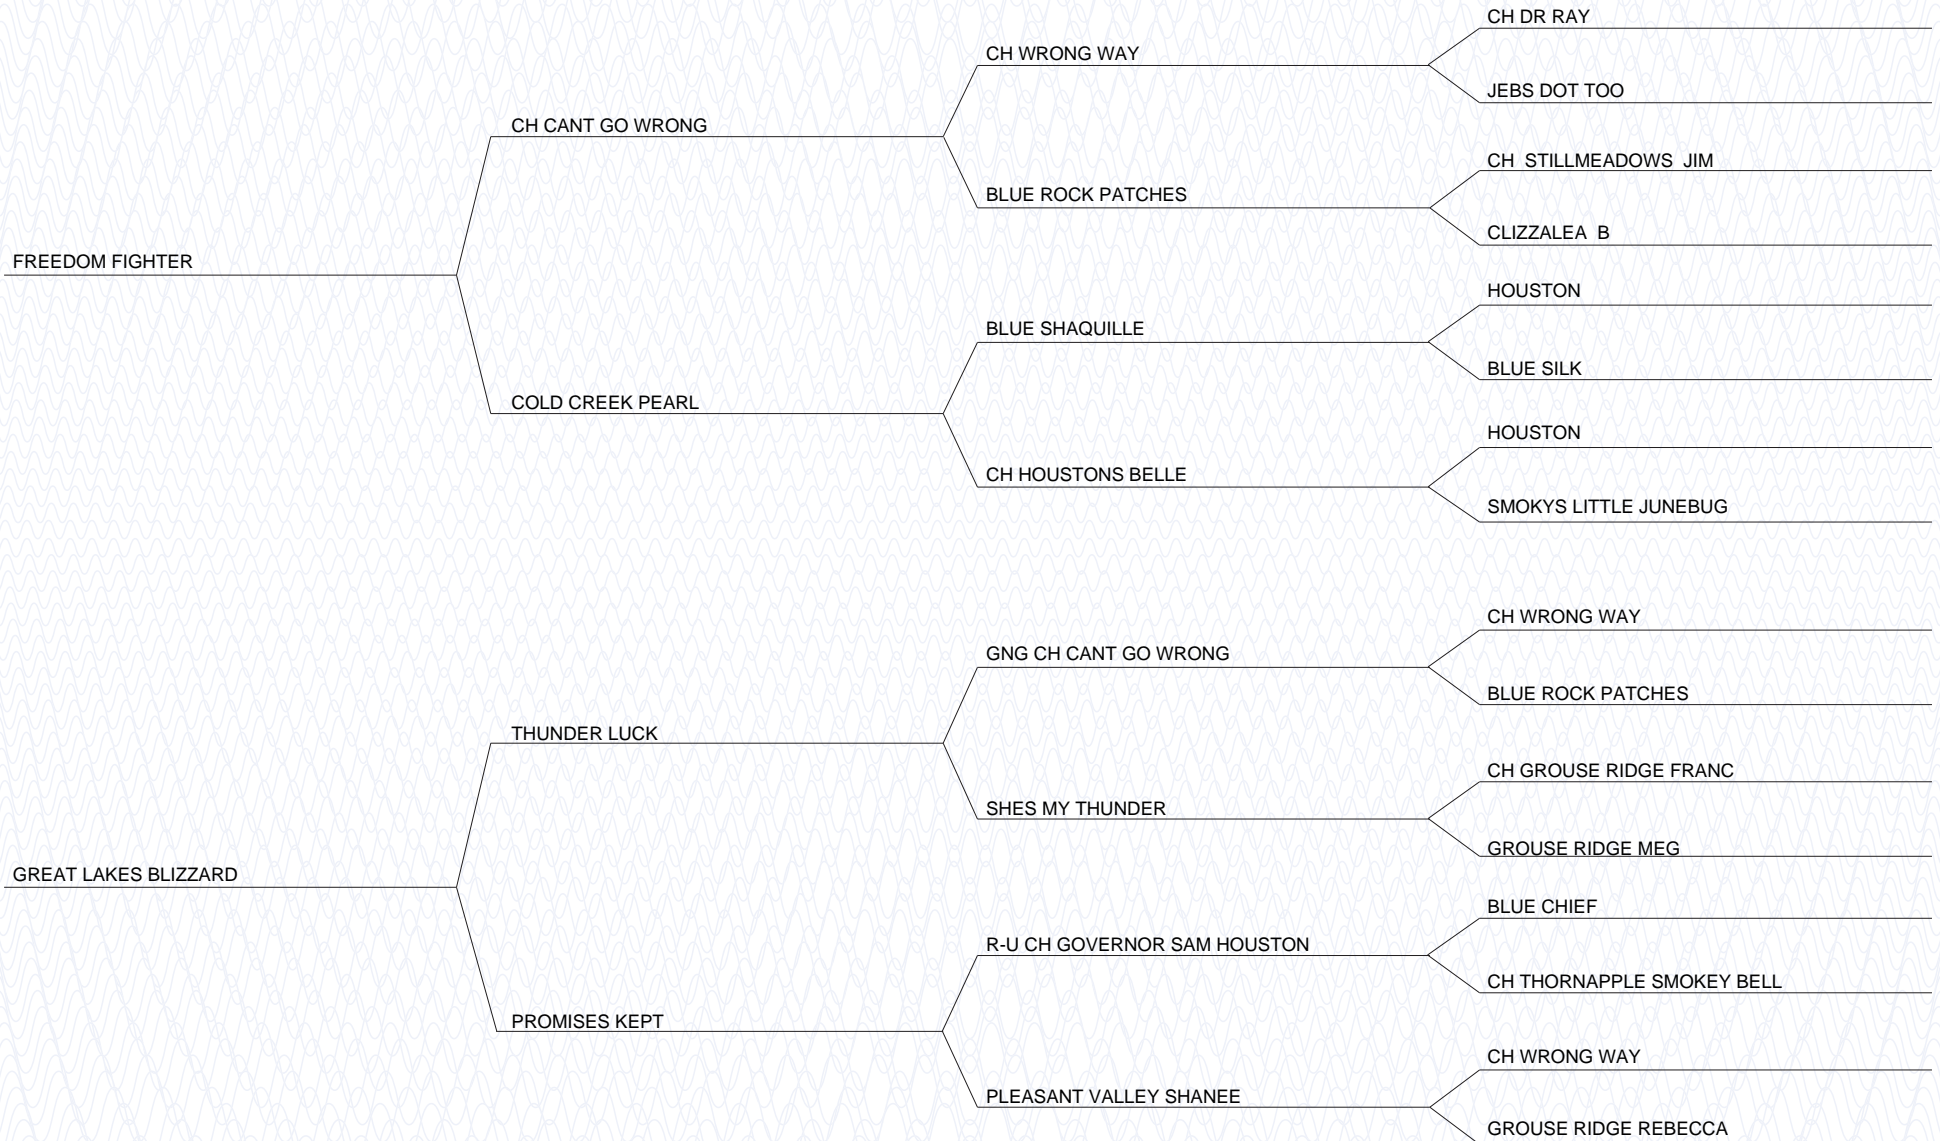 CH DR RAY
CH WRONG WAY
JEBS DOT TOO
CH CANT GO WRONG
CH  STILLMEADOWS  JIM
BLUE ROCK PATCHES
CLIZZALEA  B
FREEDOM FIGHTER
HOUSTON
BLUE SHAQUILLE
BLUE SILK
COLD CREEK PEARL
HOUSTON
CH HOUSTONS BELLE
SMOKYS LITTLE JUNEBUG
CH WRONG WAY
GNG CH CANT GO WRONG
BLUE ROCK PATCHES
THUNDER LUCK
CH GROUSE RIDGE FRANC
SHES MY THUNDER
GROUSE RIDGE MEG
GREAT LAKES BLIZZARD
BLUE CHIEF
R-U CH GOVERNOR SAM HOUSTON
CH THORNAPPLE SMOKEY BELL
PROMISES KEPT
CH WRONG WAY
PLEASANT VALLEY SHANEE
GROUSE RIDGE REBECCA